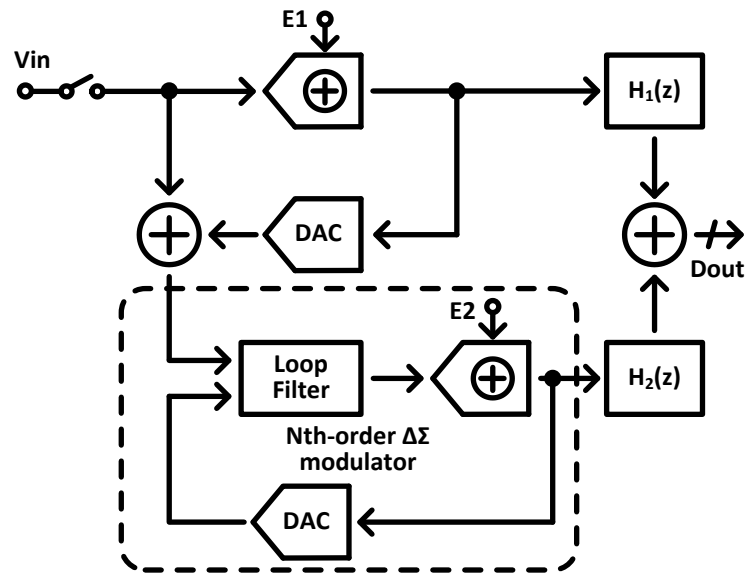 E1
Vin
H₁(z)
DAC
Dout
E2
Loop
Filter
H₂(z)
Nth-order ΔΣ
modulator
DAC